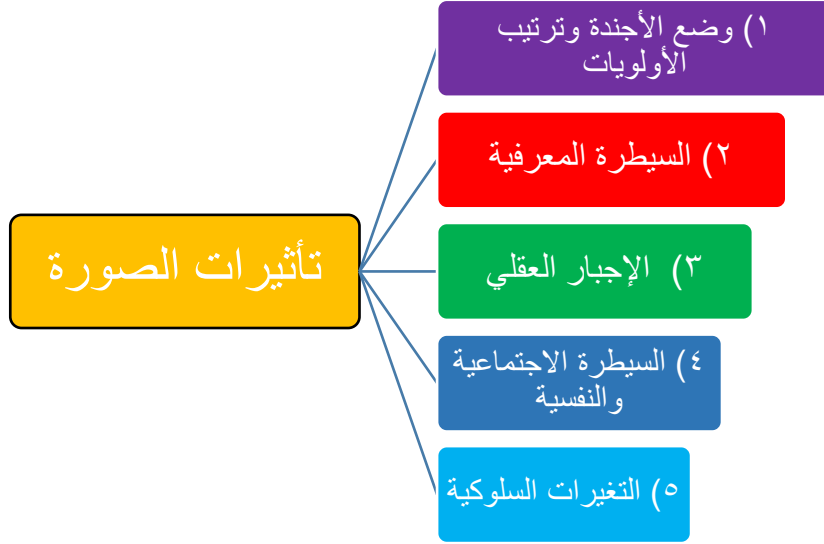 تأثيرات الصورة
١) وضع الأجندة وترتيب
الأولويات
٢) السيطرة المعرفية
٣) الإجبار العقلي
٤) السيطرة الاجتماعية
والنفسية
٥) التغيرات السلوكية